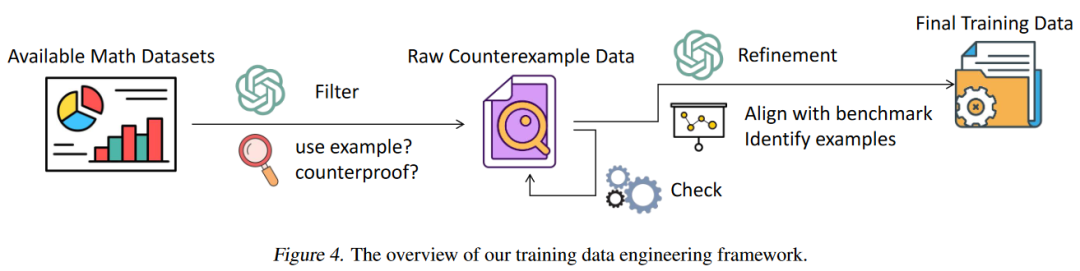 Final Training Data
Available Math Datasets
Raw Counterexample Data
Refinement
Filter
Align with benchmark
Identify examples
use example?
counterproof?
Check
Figure 4. The overview of our training data engineering framework.